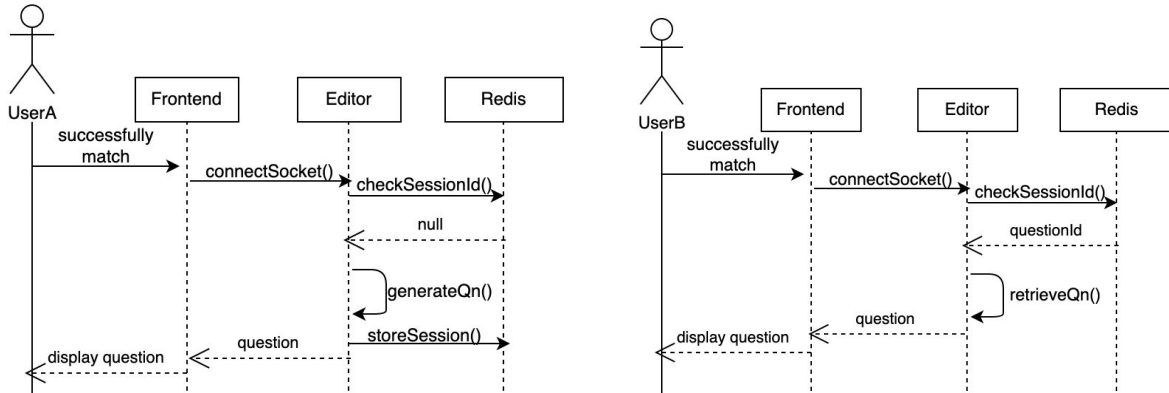 UserA
Frontend
Editor
Redis
successfully
match
connectSocket()
checkSessionId()
null
generateQn()
storeSession()
question
display question
UserB
Frontend
Editor
Redis
successfully
match
connectSocket()
checkSessionId()
questionId
retrieveQn()
question
display question